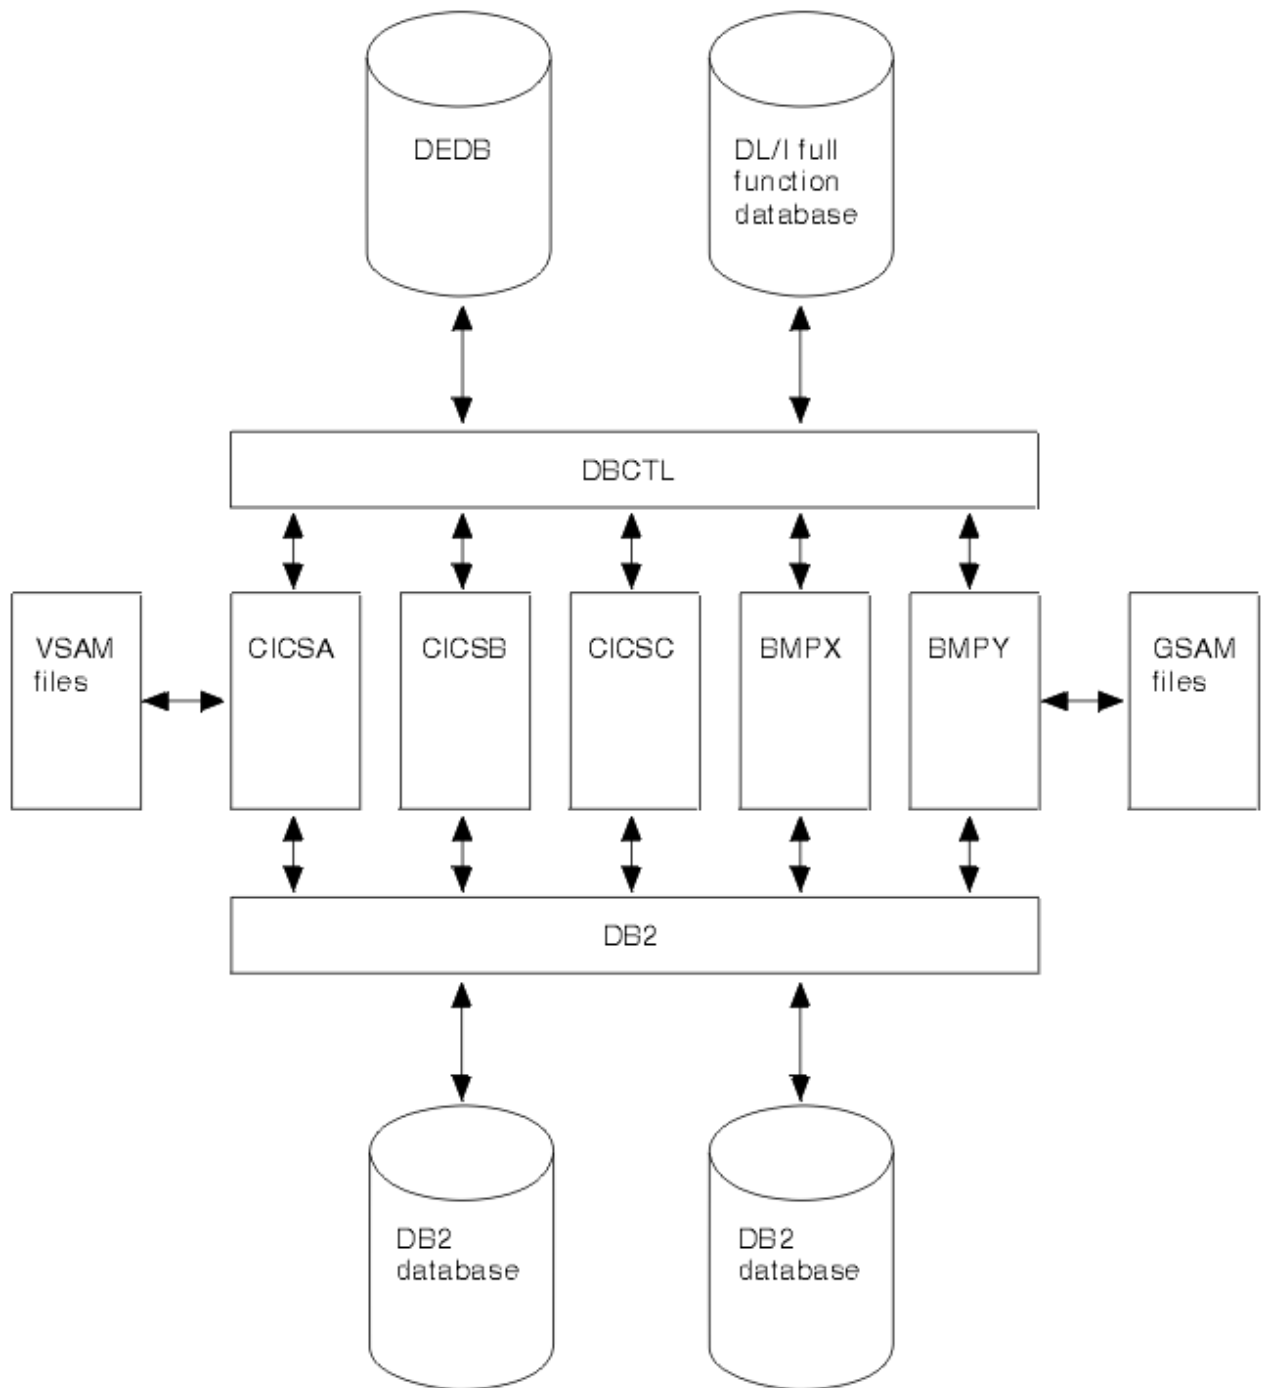 DEDB
DL/I full
function
database
DBCTL
VSAM
files
CICSA
CICSB
CICSC
BMPX
BMPY
GSAM
files
DB2
DB2
database
DB2
database